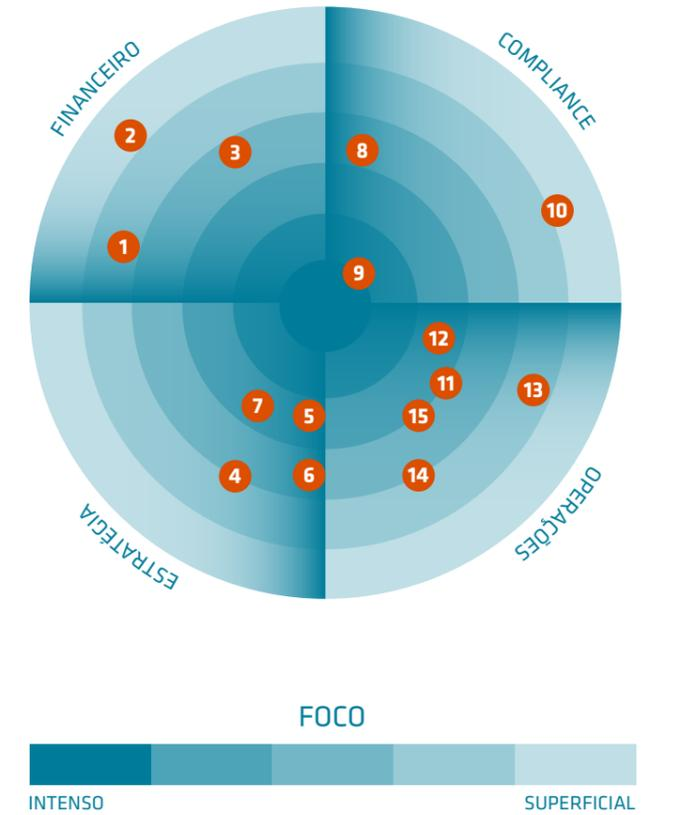 FINANCEIRO
COMPLIANCE
2
3
8
10
1
9
12
11
13
7
5
15
4
6
14
ESTRATÉGIA
OPERAÇÕES
FOCO
INTENSO
SUPERFICIAL